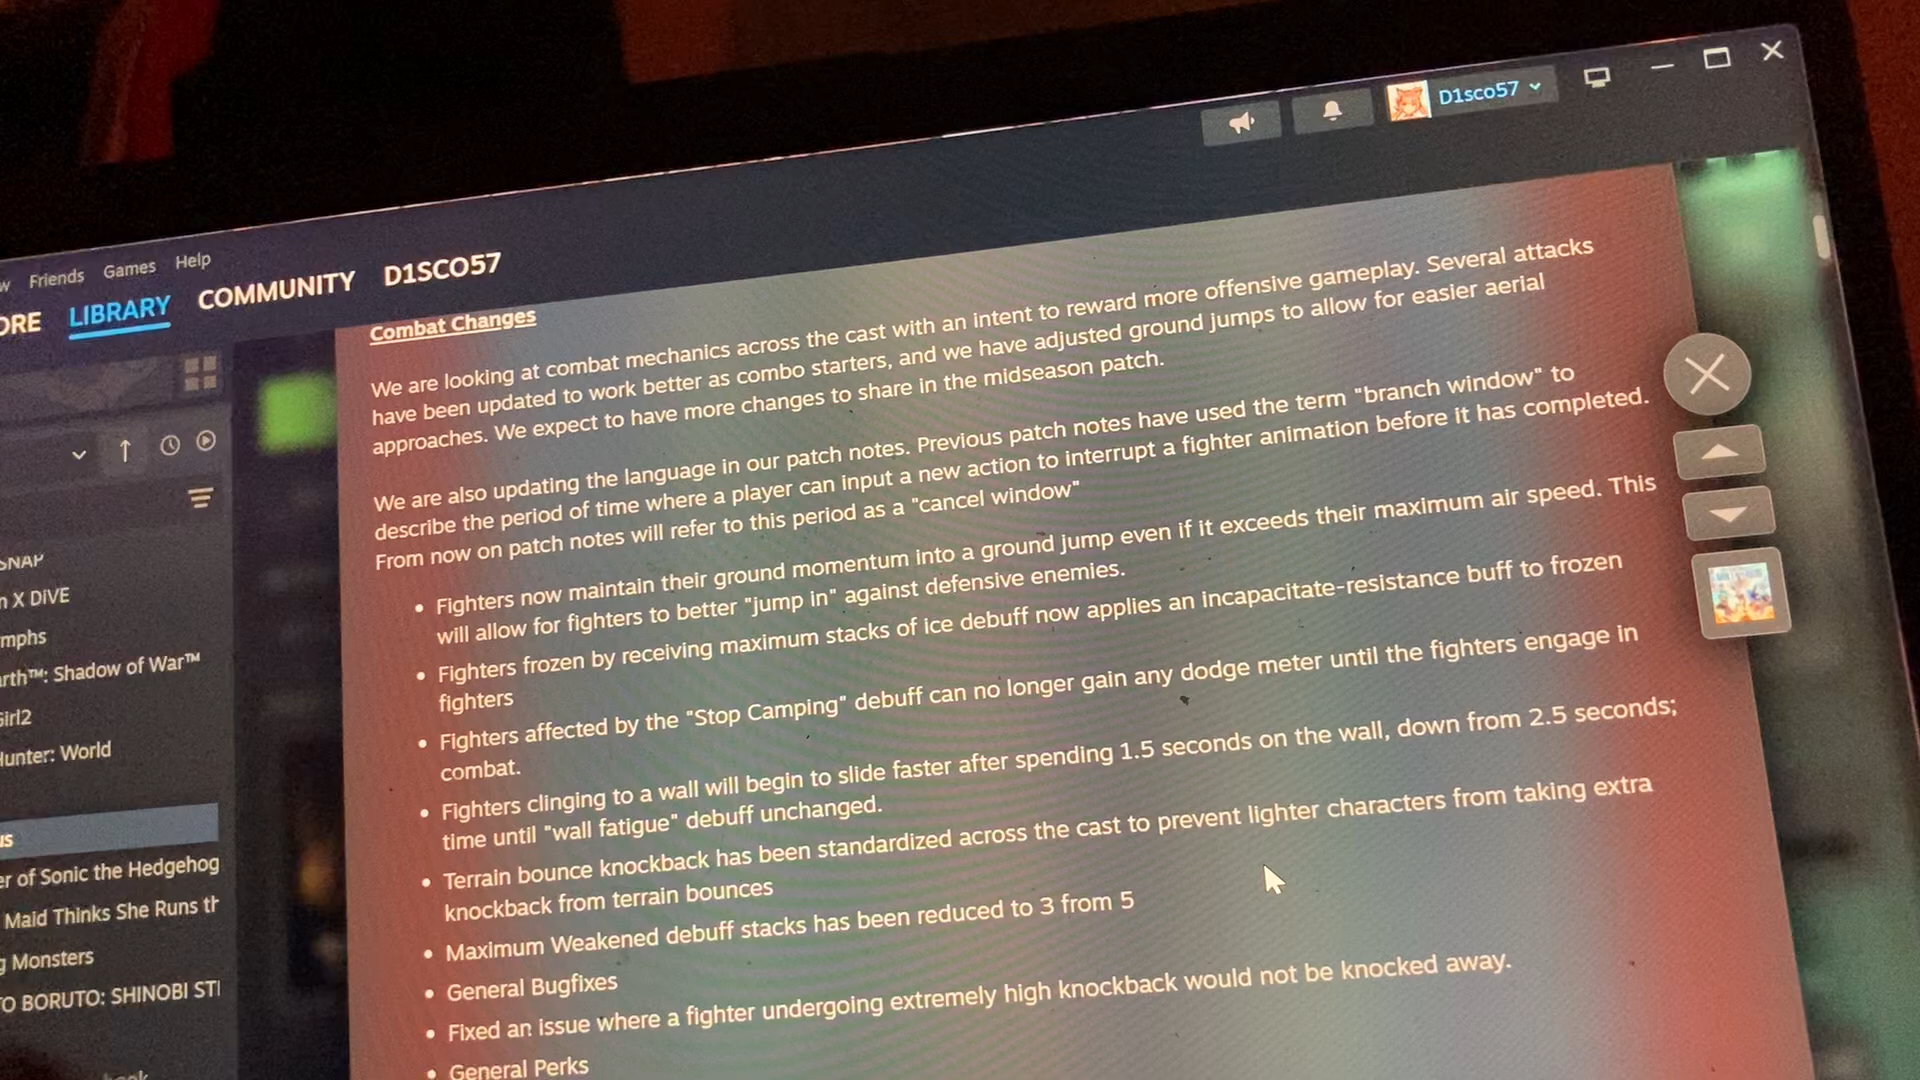 D1sco57
Friends Games Help
LIBRARY COMMUNITY D1SCO57
Combat Changes
We are looking at combat mechanics across the cast with an intent to reward more offensive gameplay. Several attacks
have been updated to work better as combo starters, and we have adjusted ground jumps to allow for easier aerial
approaches. We expect to have more changes to share in the midseason patch.
We are also updating the language in our patch notes. Previous patch notes have used the term "branch window" to
describe the period of time where a player can input a new action to interrupt a fighter animation before it has completed.
From now on patch notes will refer to this period as a "cancel window"
• Fighters now maintain their ground momentum into a ground jump even if it exceeds their maximum air speed. This
will allow for fighters to better "jump in" against defensive enemies.
• Fighters frozen by receiving maximum stacks of ice debuff now applies an incapacitate-resistance buff to frozen
fighters
• Fighters affected by the "Stop Camping" debuff can no longer gain any dodge meter until the fighters engage in
combat.
• Fighters clinging to a wall will begin to slide faster after spending 1.5 seconds on the wall, down from 2.5 seconds;
time until "wall fatigue" debuff unchanged.
• Terrain bounce knockback has been standardized across the cast to prevent lighter characters from taking extra
knockback from terrain bounces
• Maximum Weakened debuff stacks has been reduced to 3 from 5
• General Bugfixes
• Fixed an issue where a fighter undergoing extremely high knockback would not be knocked away.
• General Perks
SNAP
X DiVE
mphs
arth™: Shadow of War™
Girl2
Hunter: World
us
er of Sonic the Hedgehog
Maid Thinks She Runs th
g Monsters
TO BORUTO: SHINOBI STI